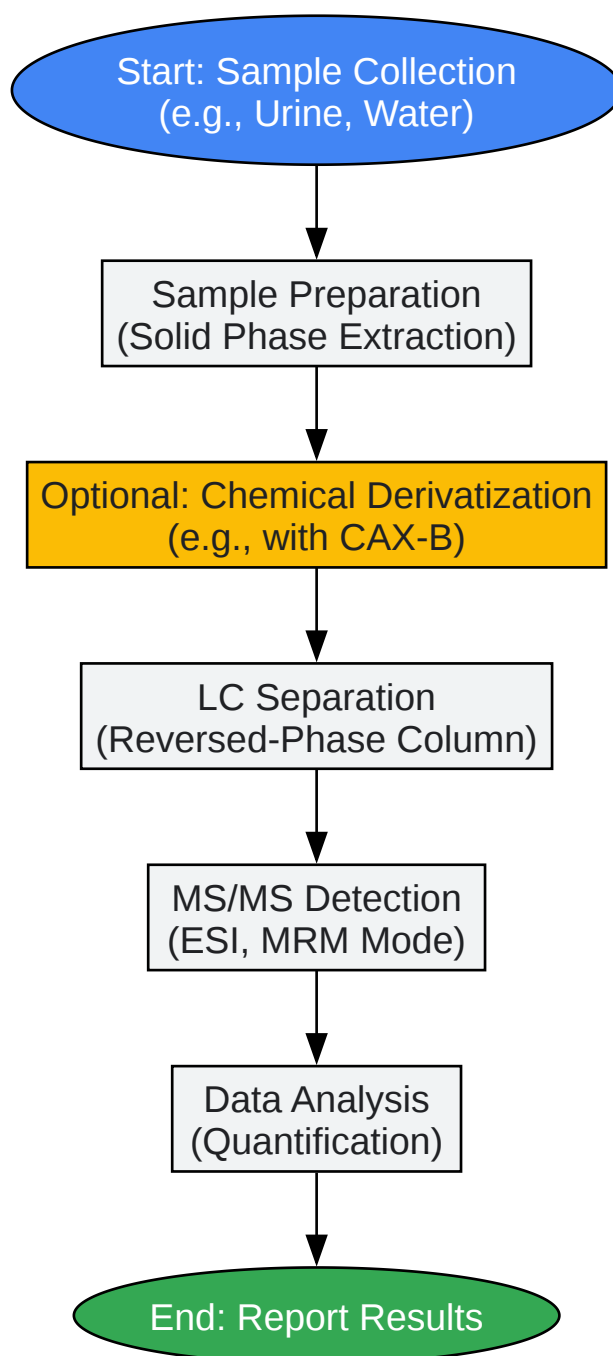 Start: Sample Collection
(e.g., Urine, Water)
Sample Preparation
(Solid Phase Extraction)
Optional: Chemical Derivatization
(e.g., with CAX-B)
LC Separation
(Reversed-Phase Column)
MS/MS Detection
(ESI, MRM Mode)
Data Analysis
(Quantification)
End: Report Results